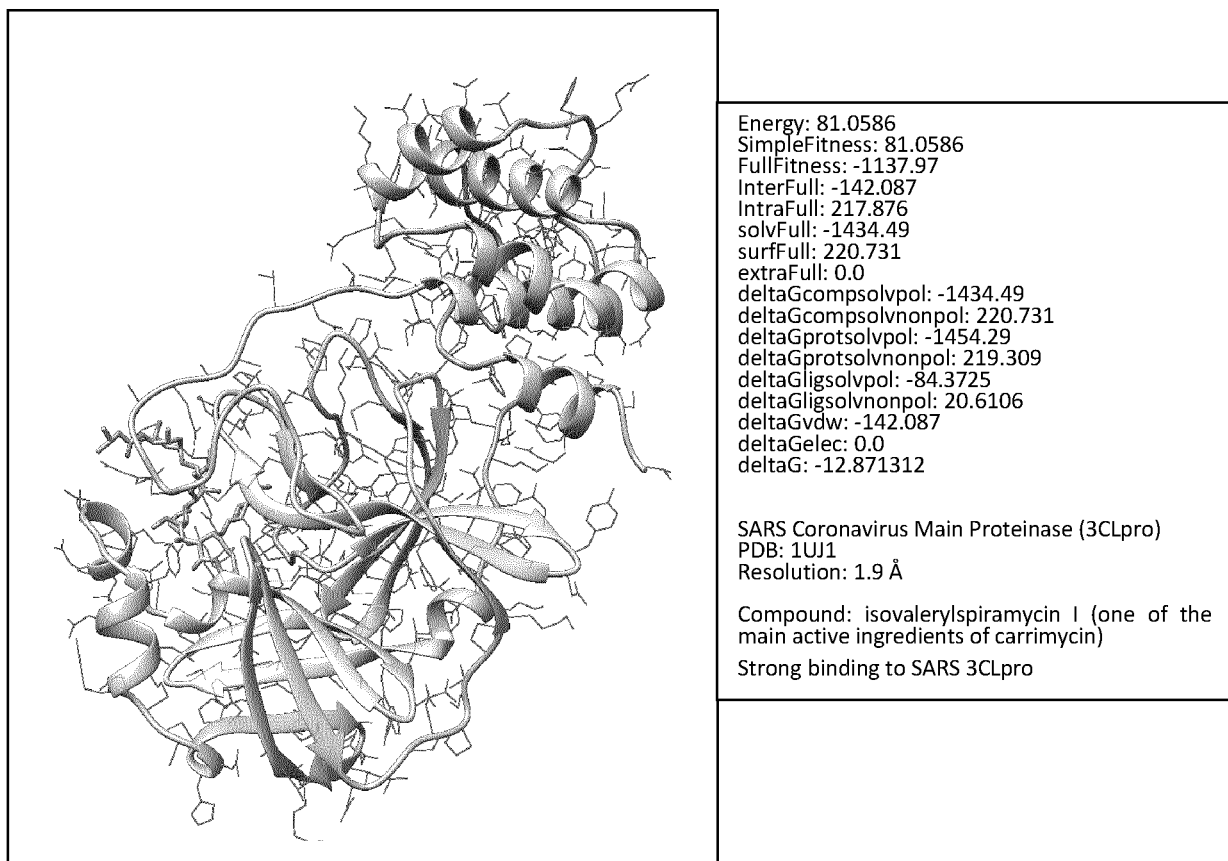 Energy: 81.0586
SimpleFitness: 81.0586
FullFitness: -1137.97
InterFull: -142.087
IntraFull: 217.876
solvFull: -1434.49
surfFull: 220.731
extraFull: 0.0
deltaGcompsolvpol: -1434.49
deltaGcompsolvnonpol: 220.731
deltaGprotsolvpol: -1454.29
deltaGprotsolvnonpol: 219.309
deltaGligsolvpol: -84.3725
deltaGligsolvnonpol: 20.6106
deltaGvdw: -142.087
deltaGelec: 0.0
deltaG: -12.871312
SARS Coronavirus Main Proteinase (3CLpro)
PDB: 1UJ1
Resolution: 1.9 Å
Compound: isovalerylspiramycin I (one of the
main active ingredients of carrimycin)
Strong binding to SARS 3CLpro